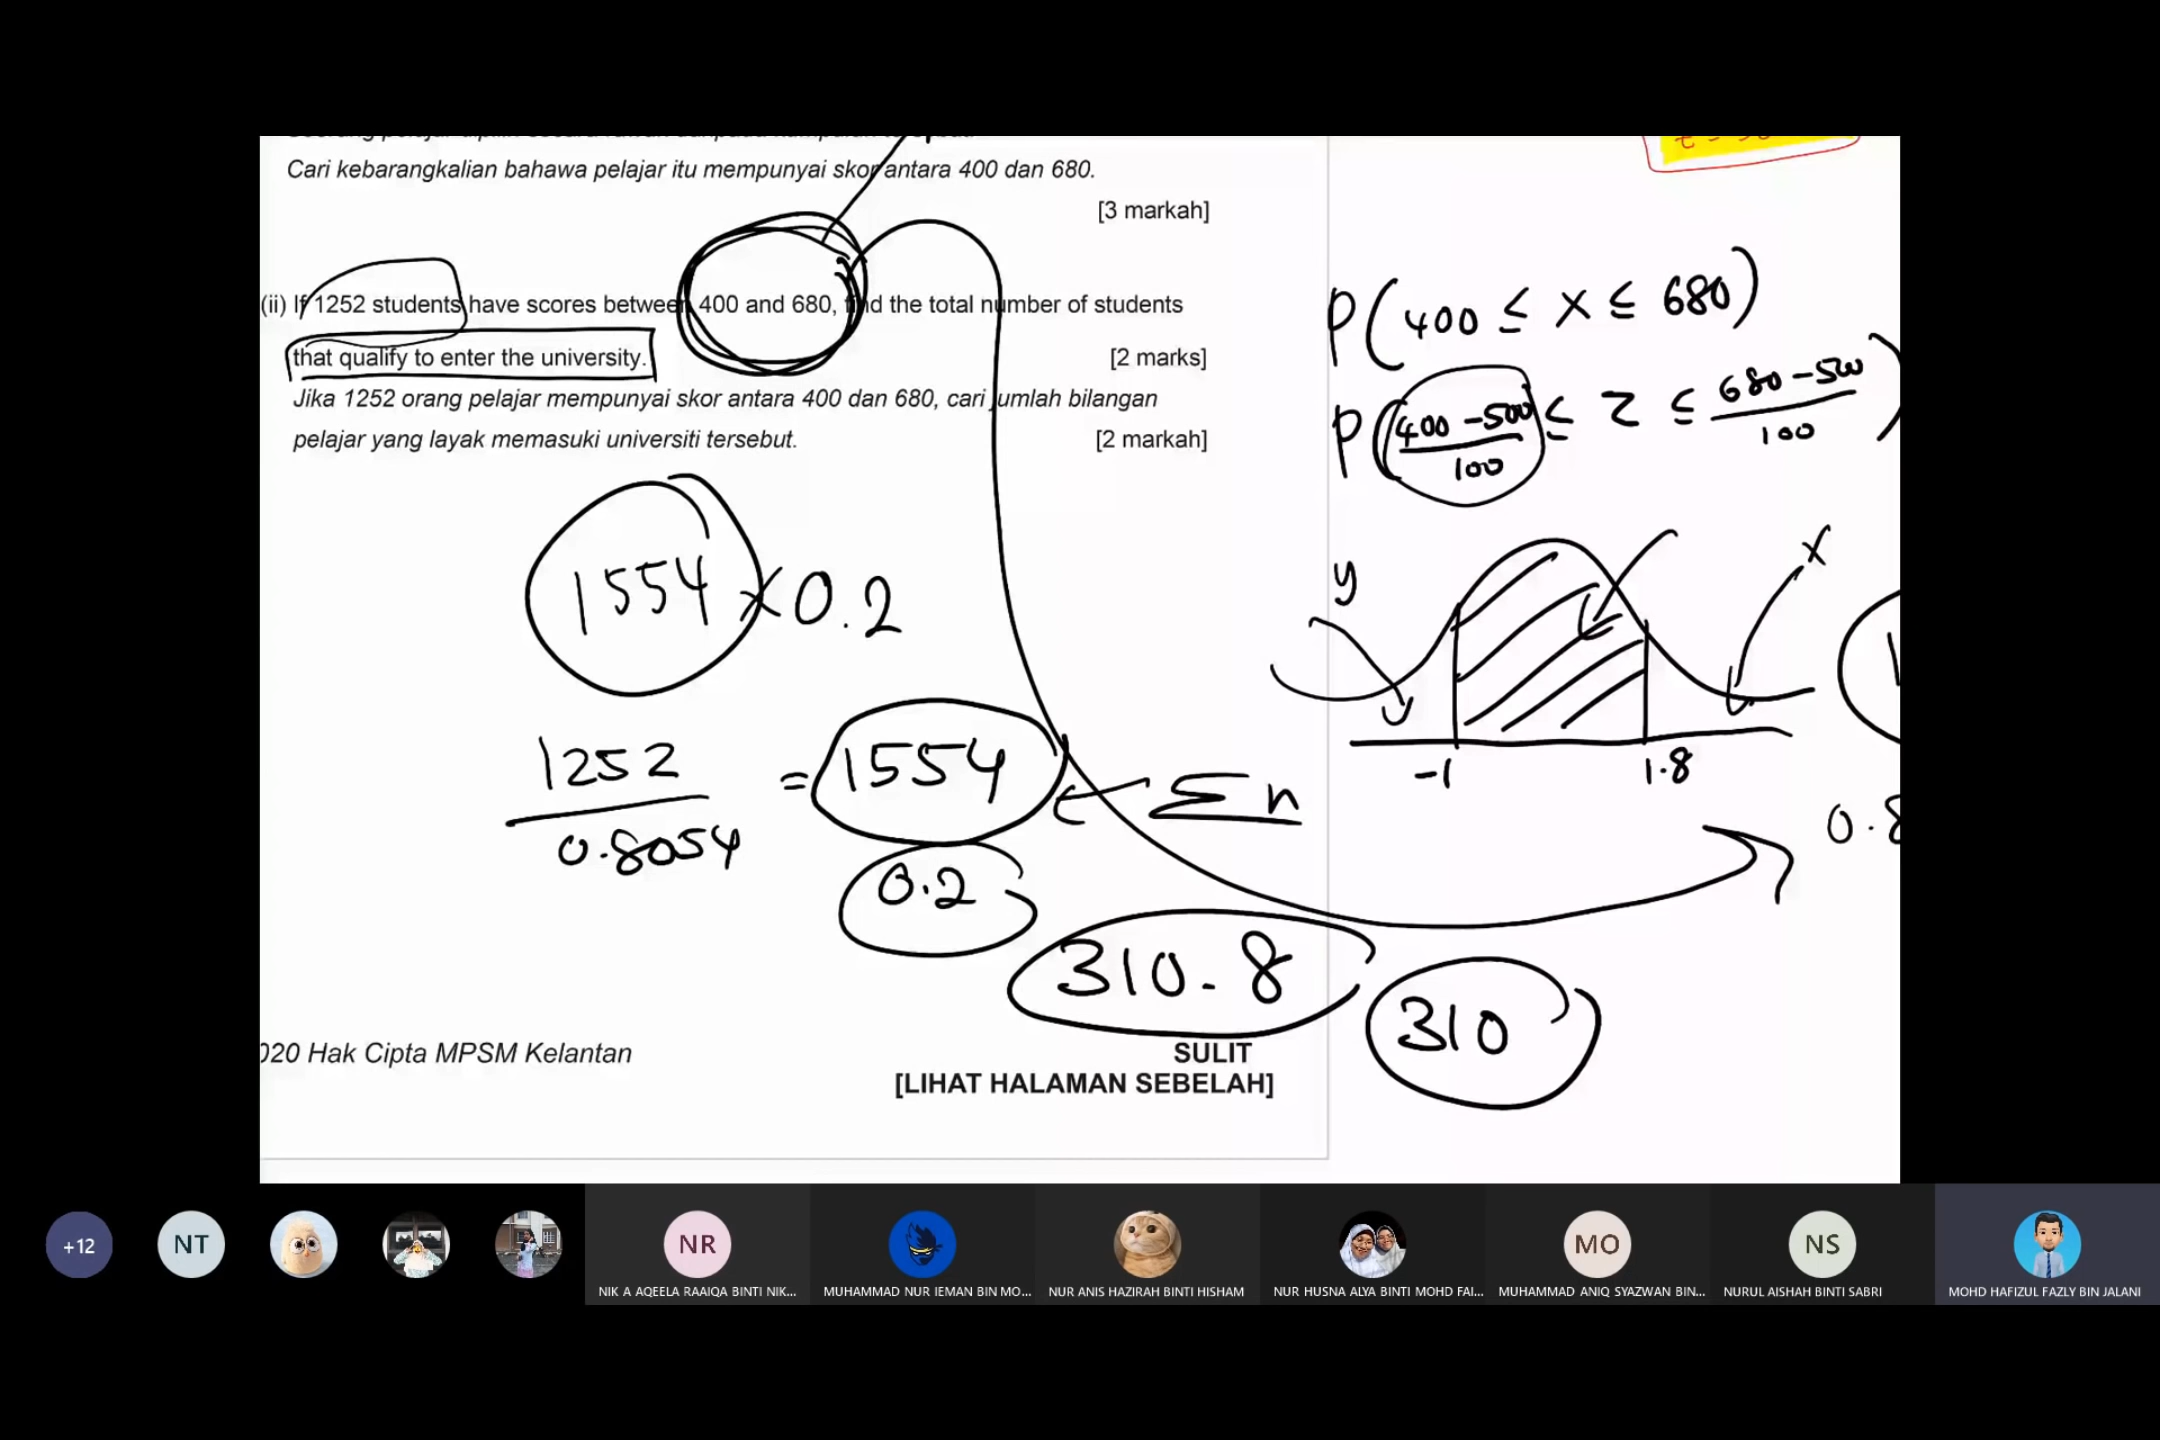 Cari kebarangkalian bahawa pelajar itu mempunyai skor antara 400 dan 680.
[3 markah]
(ii) If 1252 students have scores between 400 and 680, find the total number of students
that qualify to enter the university. [2 marks]
Jika 1252 orang pelajar mempunyai skor antara 400 dan 680, cari jumlah bilangan
pelajar yang layak memasuki universiti tersebut. [2 markah]
1554 × 0.2
1252
0.8054
= 1554
Σn
0.2
310.8
310
P(400 ≤ X ≤ 680)
P(400 - 500 / 100 ≤ Z ≤ 680 - 500 / 100)
y
x
-1
1.8
0.8
020 Hak Cipta MPSM Kelantan
SULIT
[LIHAT HALAMAN SEBELAH]
+12
NT
NR
MO
NS
NIK A AQEELA RAAIQA BINTI NIK...
MUHAMMAD NUR IEMAN BIN MO...
NUR ANIS HAZIRAH BINTI HISHAM
NUR HUSNA ALYA BINTI MOHD FAI...
MUHAMMAD ANIQ SYAZWAN BIN...
NURUL AISHAH BINTI SABRI
MOHD HAFIZUL FAZLY BIN JALANI